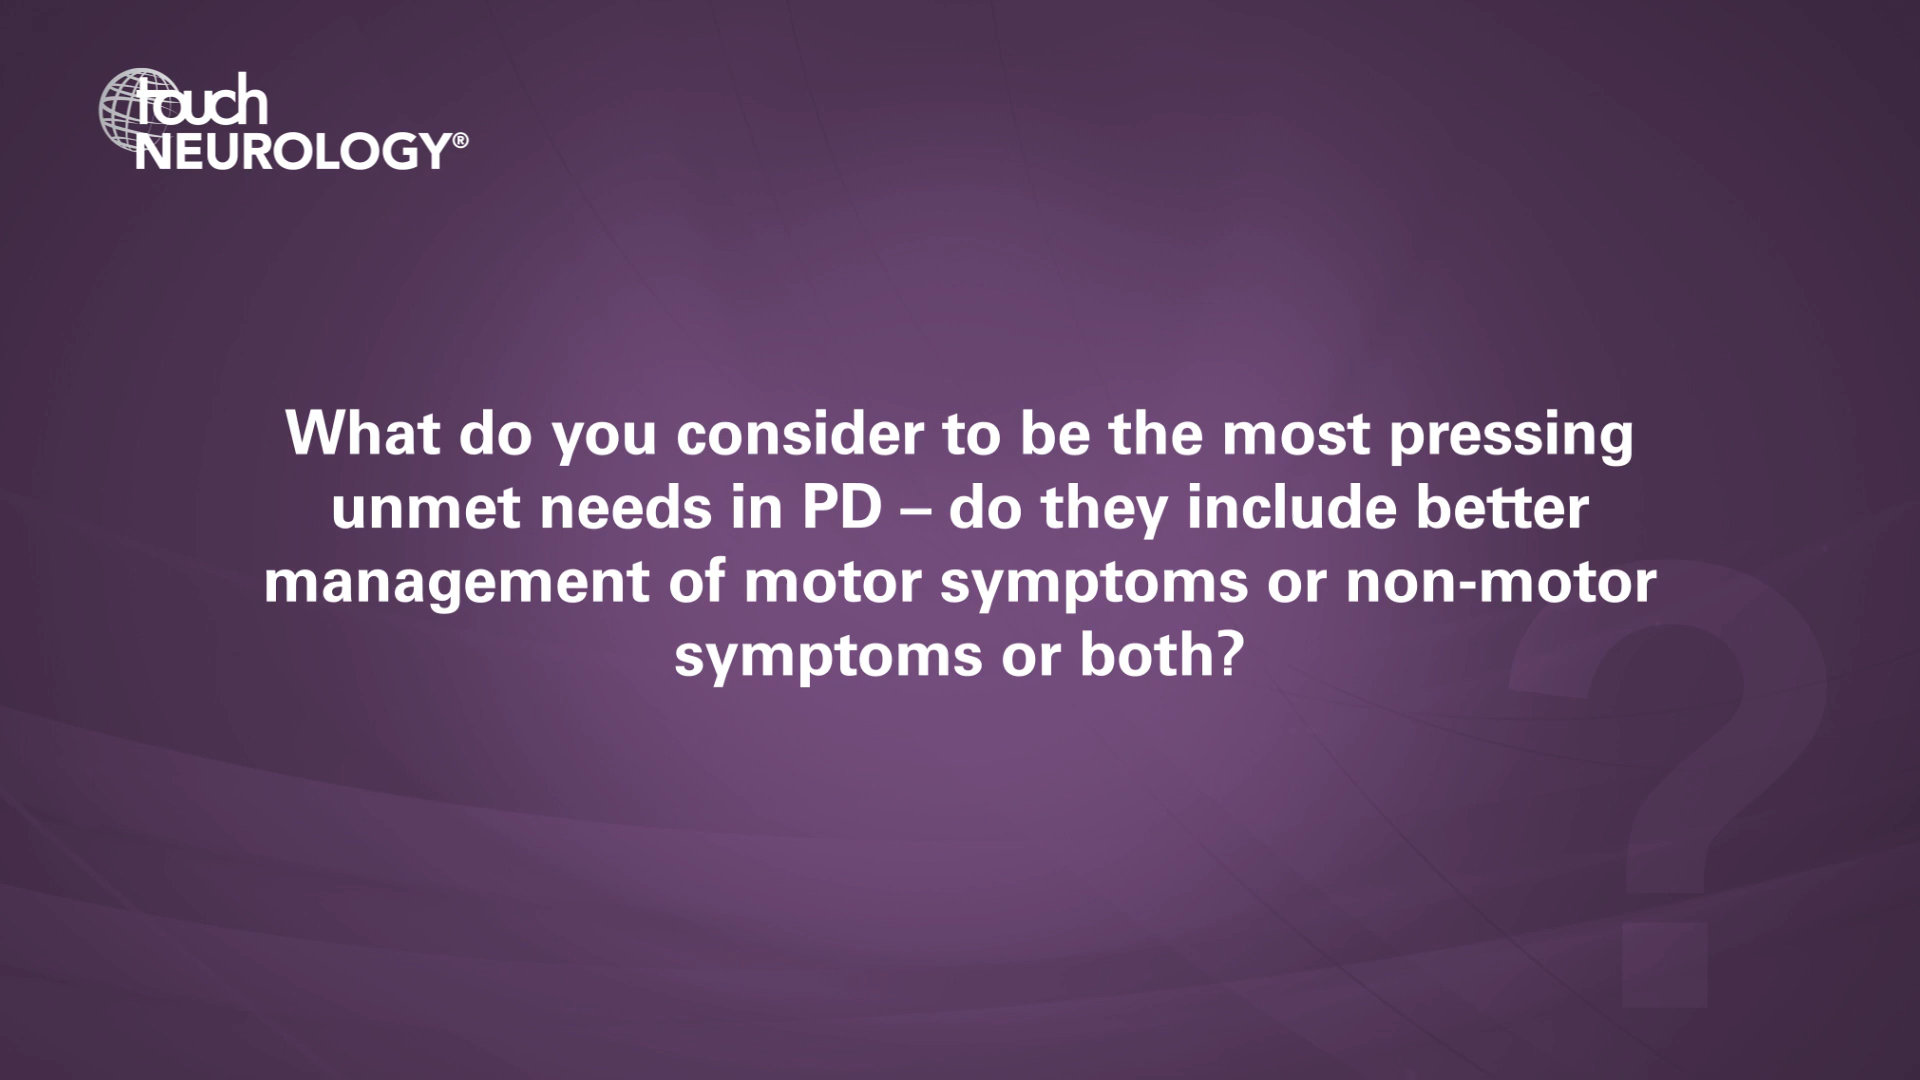 touch
NEUROLOGY®
What do you consider to be the most pressing
unmet needs in PD – do they include better
management of motor symptoms or non-motor
symptoms or both?
?